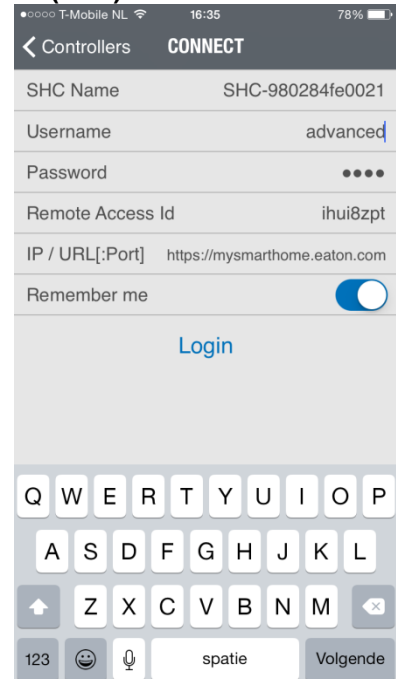 T-Mobile NL 16:35 78%
Controllers CONNECT
SHC Name SHC-980284fe0021
Username advanced
Password ●●●●
Remote Access Id ihui8zpt
IP / URL[:Port] https://mysmarthome.eaton.com
Remember me
Login
Q W E R T Y U I O P
A S D F G H J K L
Z X C V B N M
123 spatie Volgende